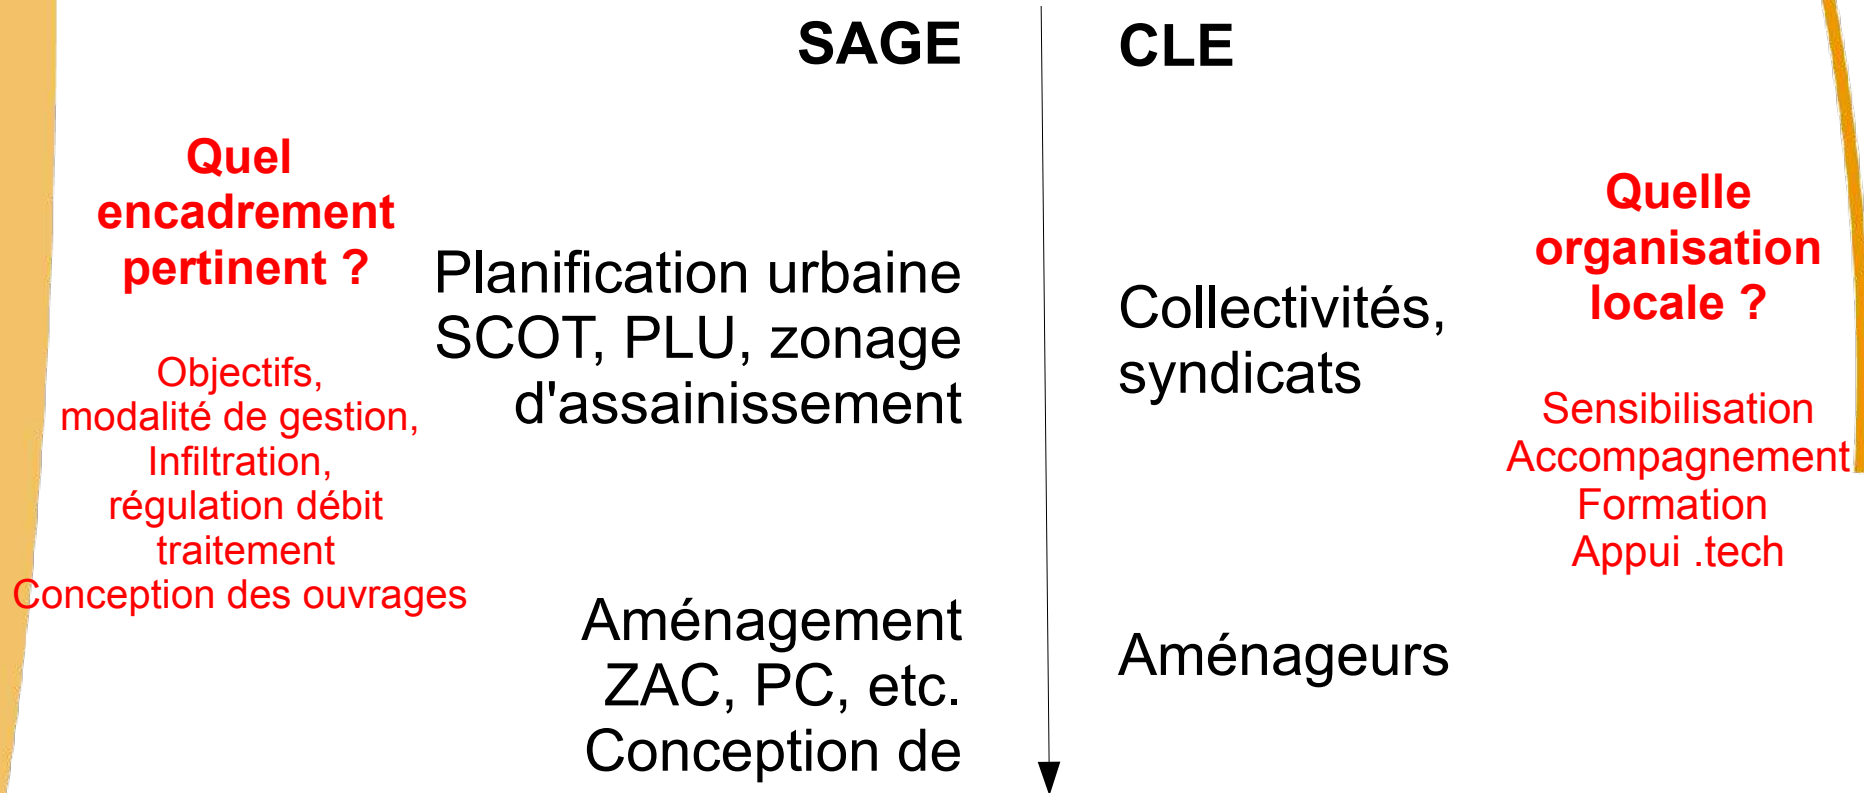 SAGE
CLE
Quel
encadrement
pertinent ?
Objectifs,
modalité de gestion,
Infiltration,
régulation débit
traitement
Conception des ouvrages
Planification urbaine
SCOT, PLU, zonage
d'assainissement
Aménagement
ZAC, PC, etc.
Conception de
Collectivités,
syndicats
Aménageurs
Quelle
organisation
locale ?
Sensibilisation
Accompagnement
Formation
Appui .tech